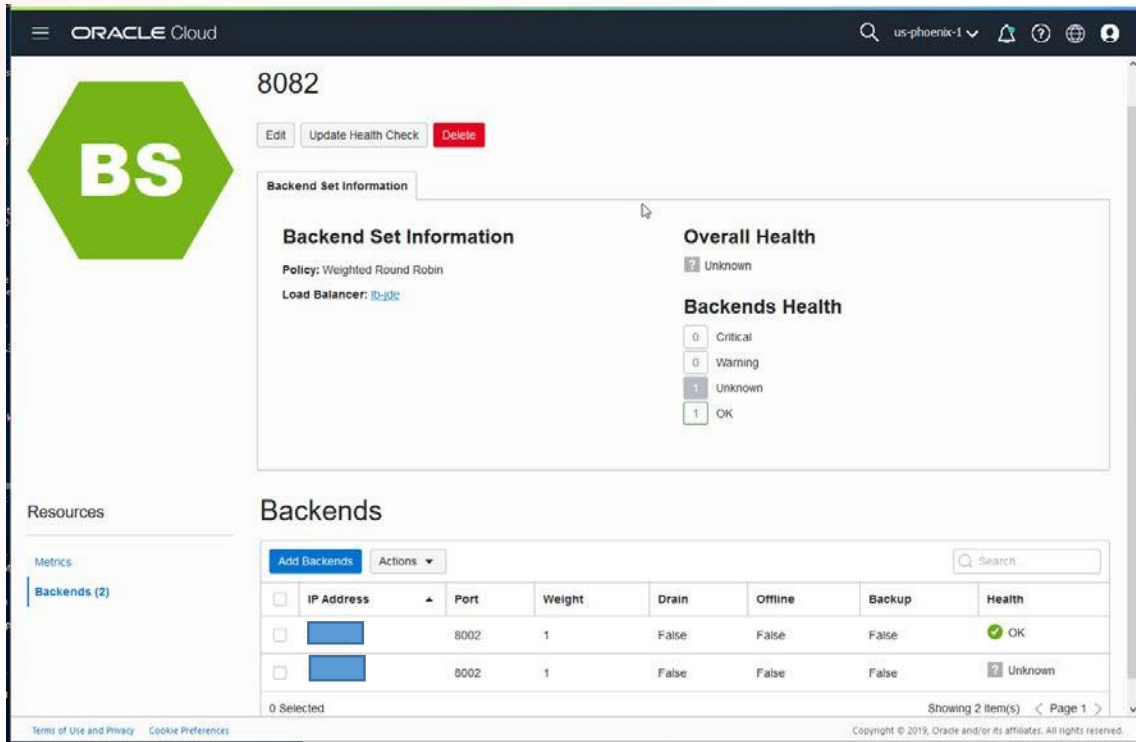 ORACLE Cloud
us-phoenix-1
BS
8082
Edit Update Health Check Delete
Backend Set Information
Backend Set Information
Policy: Weighted Round Robin
Load Balancer: lb-jde
Overall Health
? Unknown
Backends Health
0 Critical
0 Warning
1 Unknown
1 OK
Resources
Metrics
Backends (2)
Backends
Add Backends Actions
Search...
IP Address Port Weight Drain Offline Backup Health
8002 1 False False False OK
8002 1 False False False ? Unknown
0 Selected Showing 2 item(s) < Page 1 >
Terms of Use and Privacy Cookie Preferences Copyright © 2019, Oracle and/or its affiliates. All rights reserved.